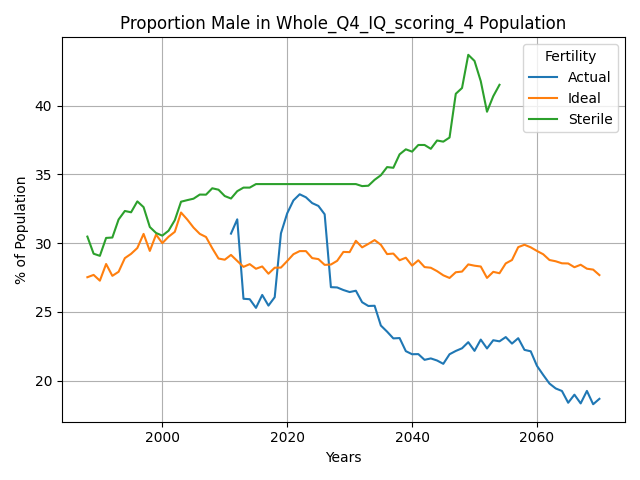 Proportion Male in Whole_Q4_IQ_scoring_4 Population
Fertility
Actual
Ideal
Sterile
% of Population
40
35
30
25
20
2000
2020
2040
2060
Years